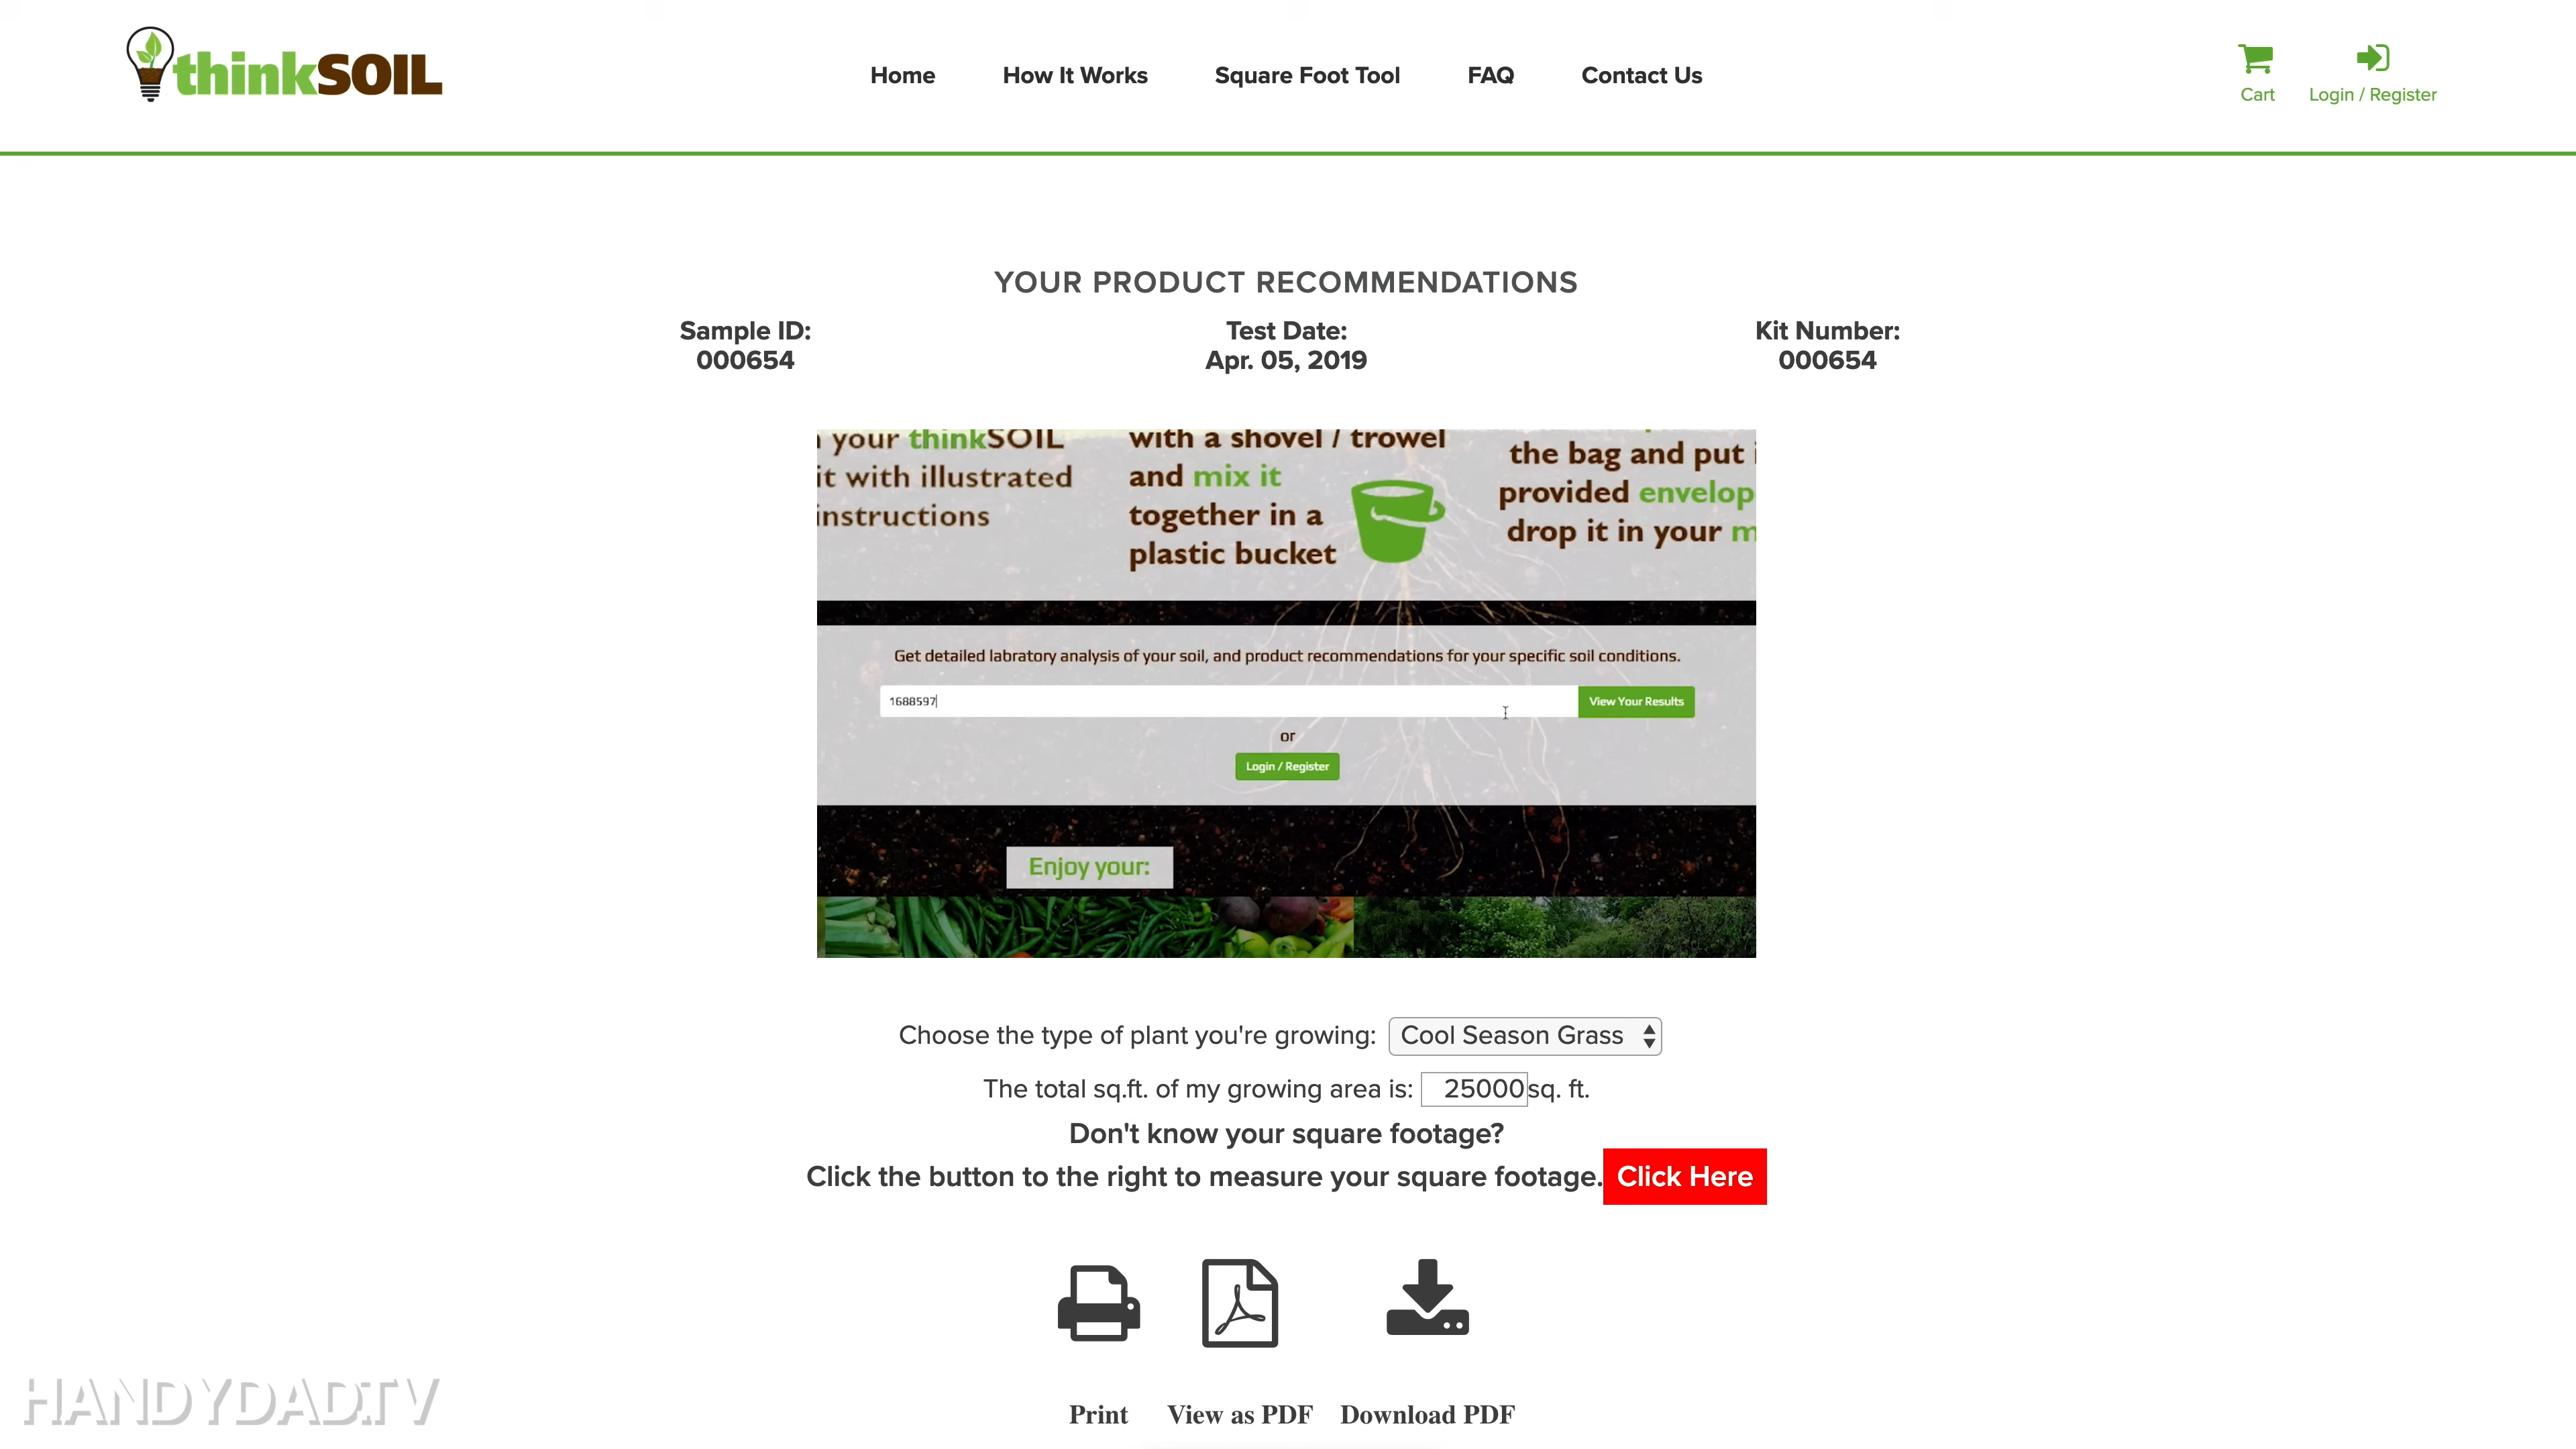 thinkSOIL
Home How It Works Square Foot Tool FAQ Contact Us
Cart Login / Register
YOUR PRODUCT RECOMMENDATIONS
Sample ID: Test Date: Kit Number:
000654 Apr. 05, 2019 000654
your thinkSOIL
it with illustrated
instructions
with a shovel / trowel
and mix it
together in a
plastic bucket
the bag and put i
provided envelop
drop it in your m
Get detailed labratory analysis of your soil, and product recommendations for your specific soil conditions.
1688597 View Your Results
or
Login / Register
Enjoy your:
Choose the type of plant you're growing: Cool Season Grass
The total sq.ft. of my growing area is: 25000 sq. ft.
Don't know your square footage?
Click the button to the right to measure your square footage. Click Here
Print View as PDF Download PDF
HANDYDAD.TV